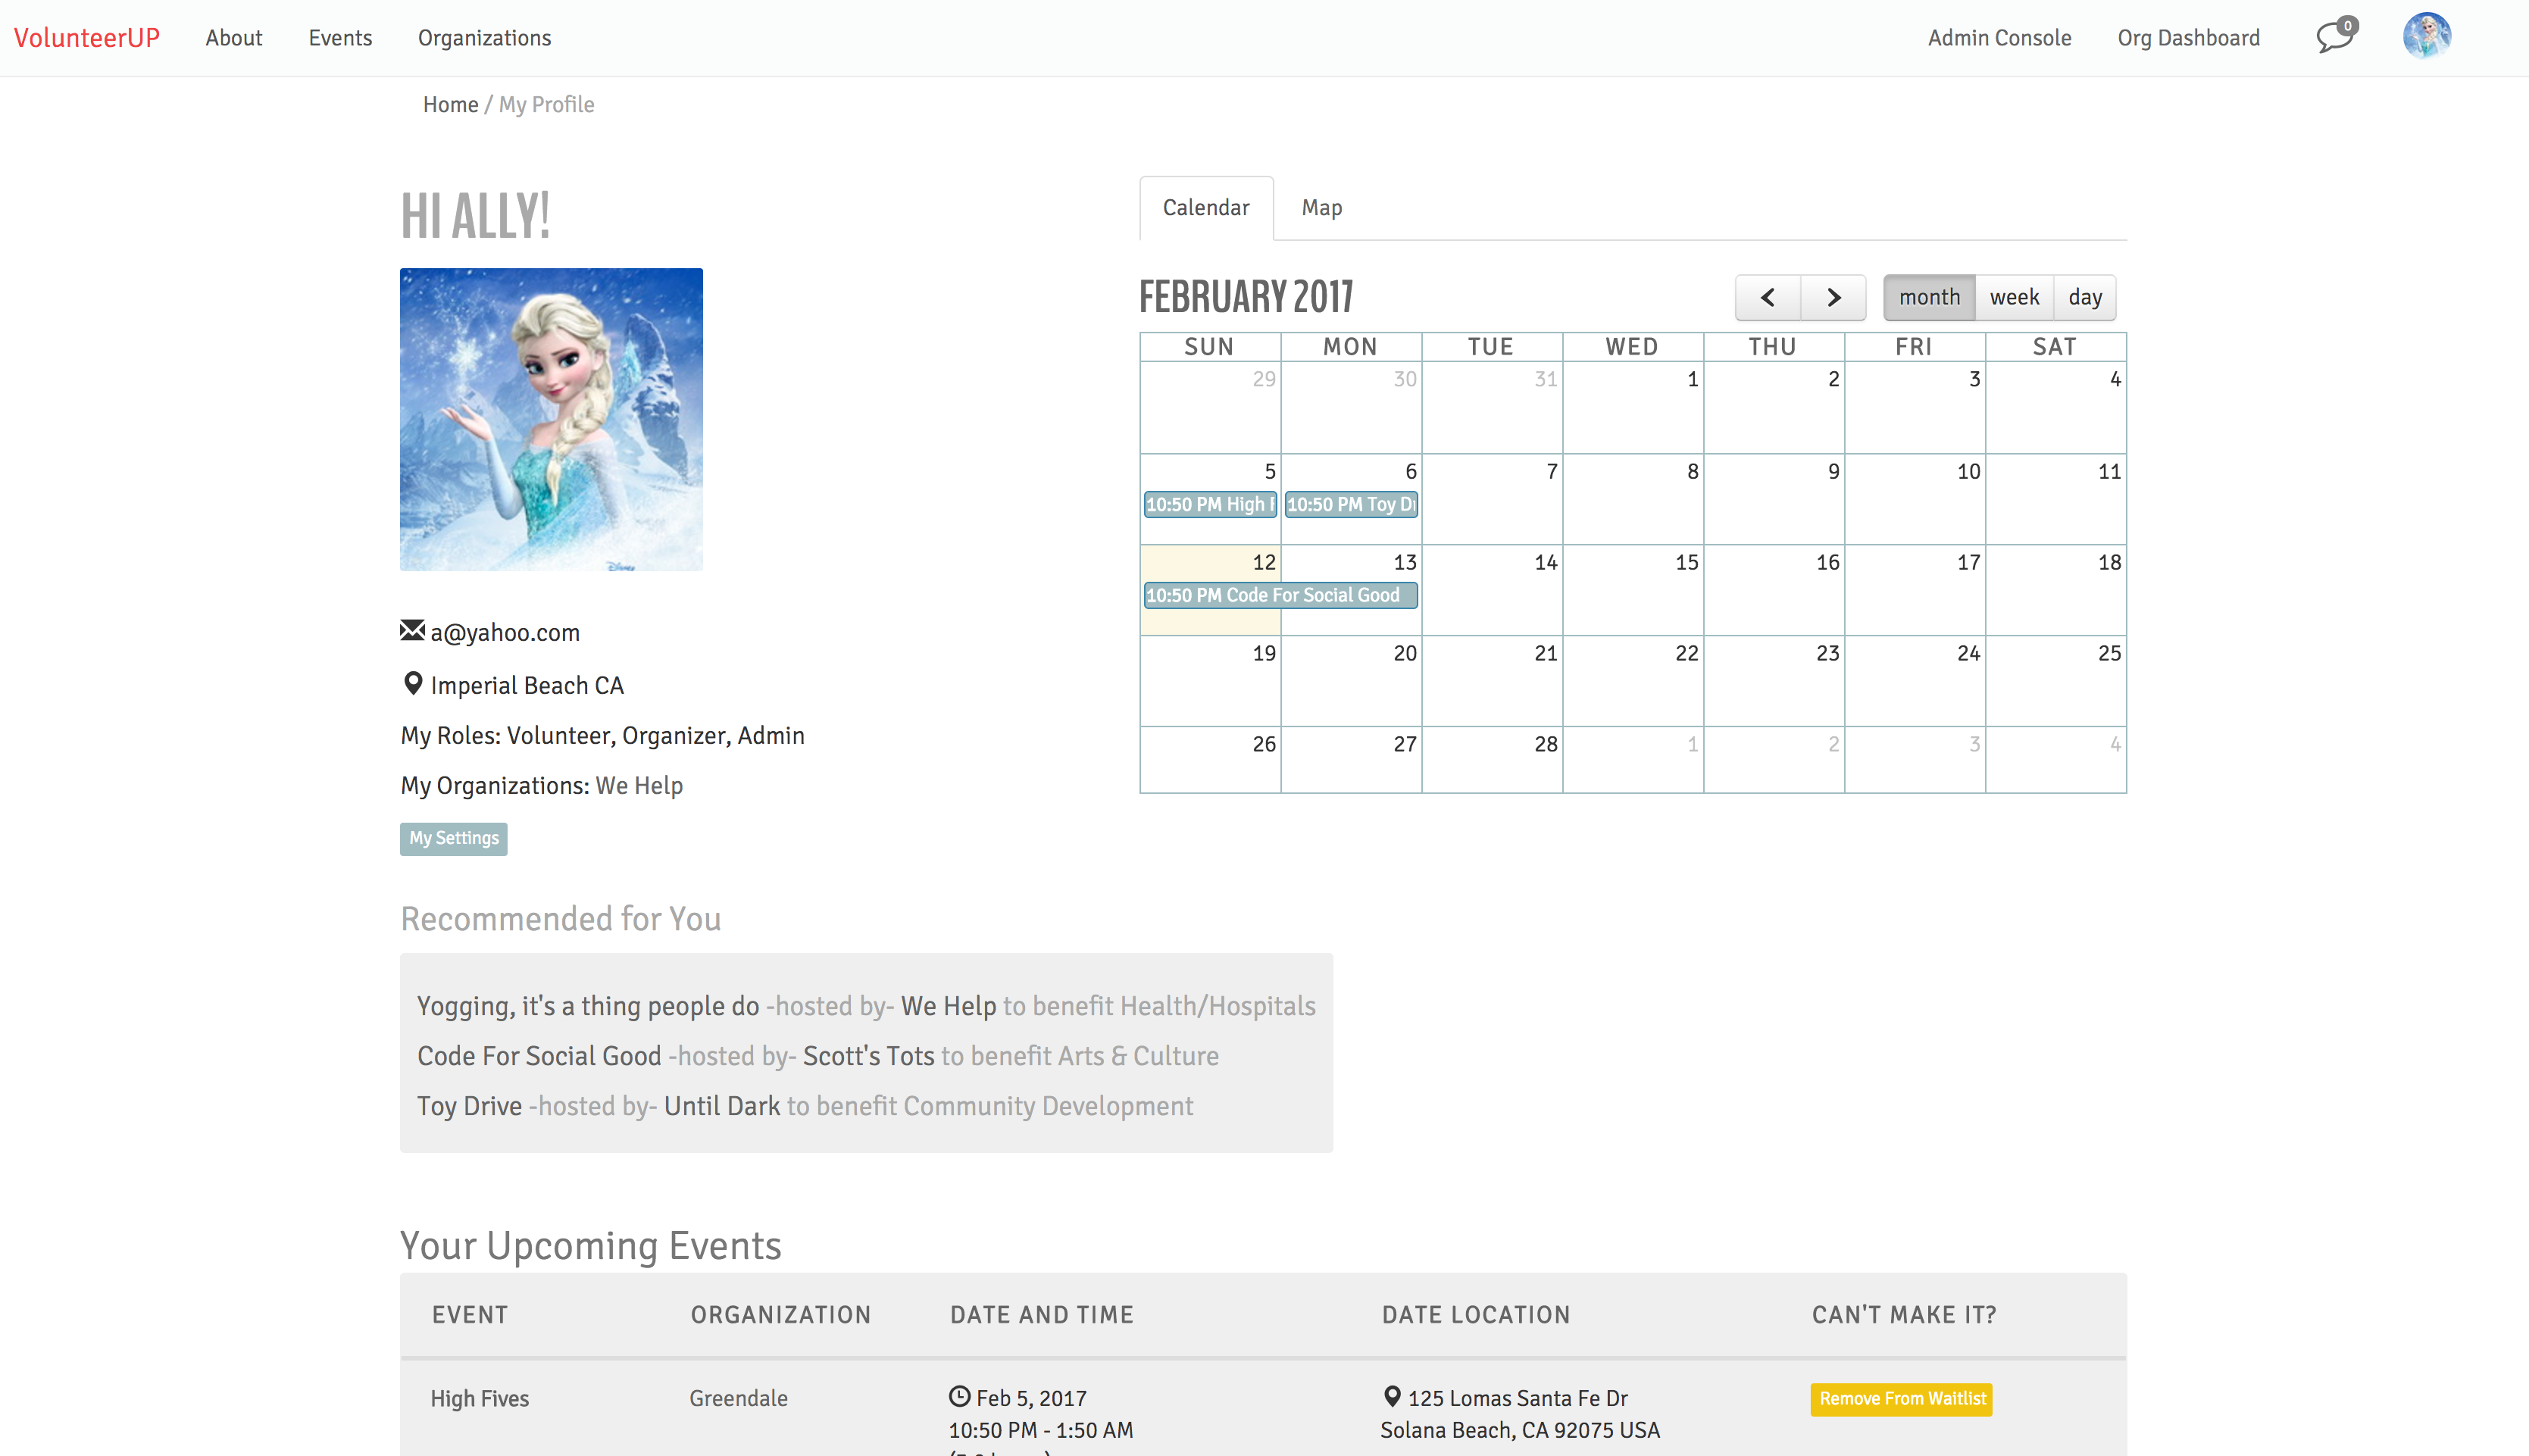 VolunteerUP About Events Organizations Admin Console Org Dashboard 0
Home / My Profile
HI ALLY!
Disney
a@yahoo.com
Imperial Beach CA
My Roles: Volunteer, Organizer, Admin
My Organizations: We Help
My Settings
Calendar Map
FEBRUARY 2017
month week day
SUN MON TUE WED THU FRI SAT
29 30 31 1 2 3 4
5 6 7 8 9 10 11
10:50 PM High 10:50 PM Toy
12 13 14 15 16 17 18
10:50 PM Code For Social Good
19 20 21 22 23 24 25
26 27 28 1 2 3 4
Recommended for You
Yogging, it's a thing people do -hosted by- We Help to benefit Health/Hospitals
Code For Social Good -hosted by- Scott's Tots to benefit Arts & Culture
Toy Drive -hosted by- Until Dark to benefit Community Development
Your Upcoming Events
EVENT ORGANIZATION DATE AND TIME DATE LOCATION CAN'T MAKE IT?
High Fives Greendale Feb 5, 2017 125 Lomas Santa Fe Dr Remove From Waitlist
10:50 PM - 1:50 AM Solana Beach, CA 92075 USA